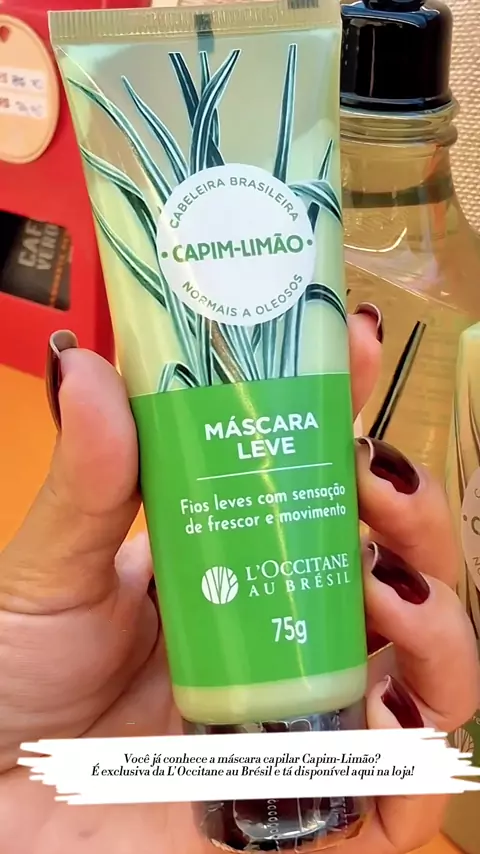 CABELEIRA BRASILEIRA
• CAPIM-LIMÃO •
NORMAIS A OLEOSOS
MÁSCARA
LEVE
Fios leves com sensação
de frescor e movimento
L'OCCITANE
AU BRÉSIL
75g
Você já conhece a máscara capilar Capim-Limão?
É exclusiva da L'Occitane au Brésil e tá disponível aqui na loja!